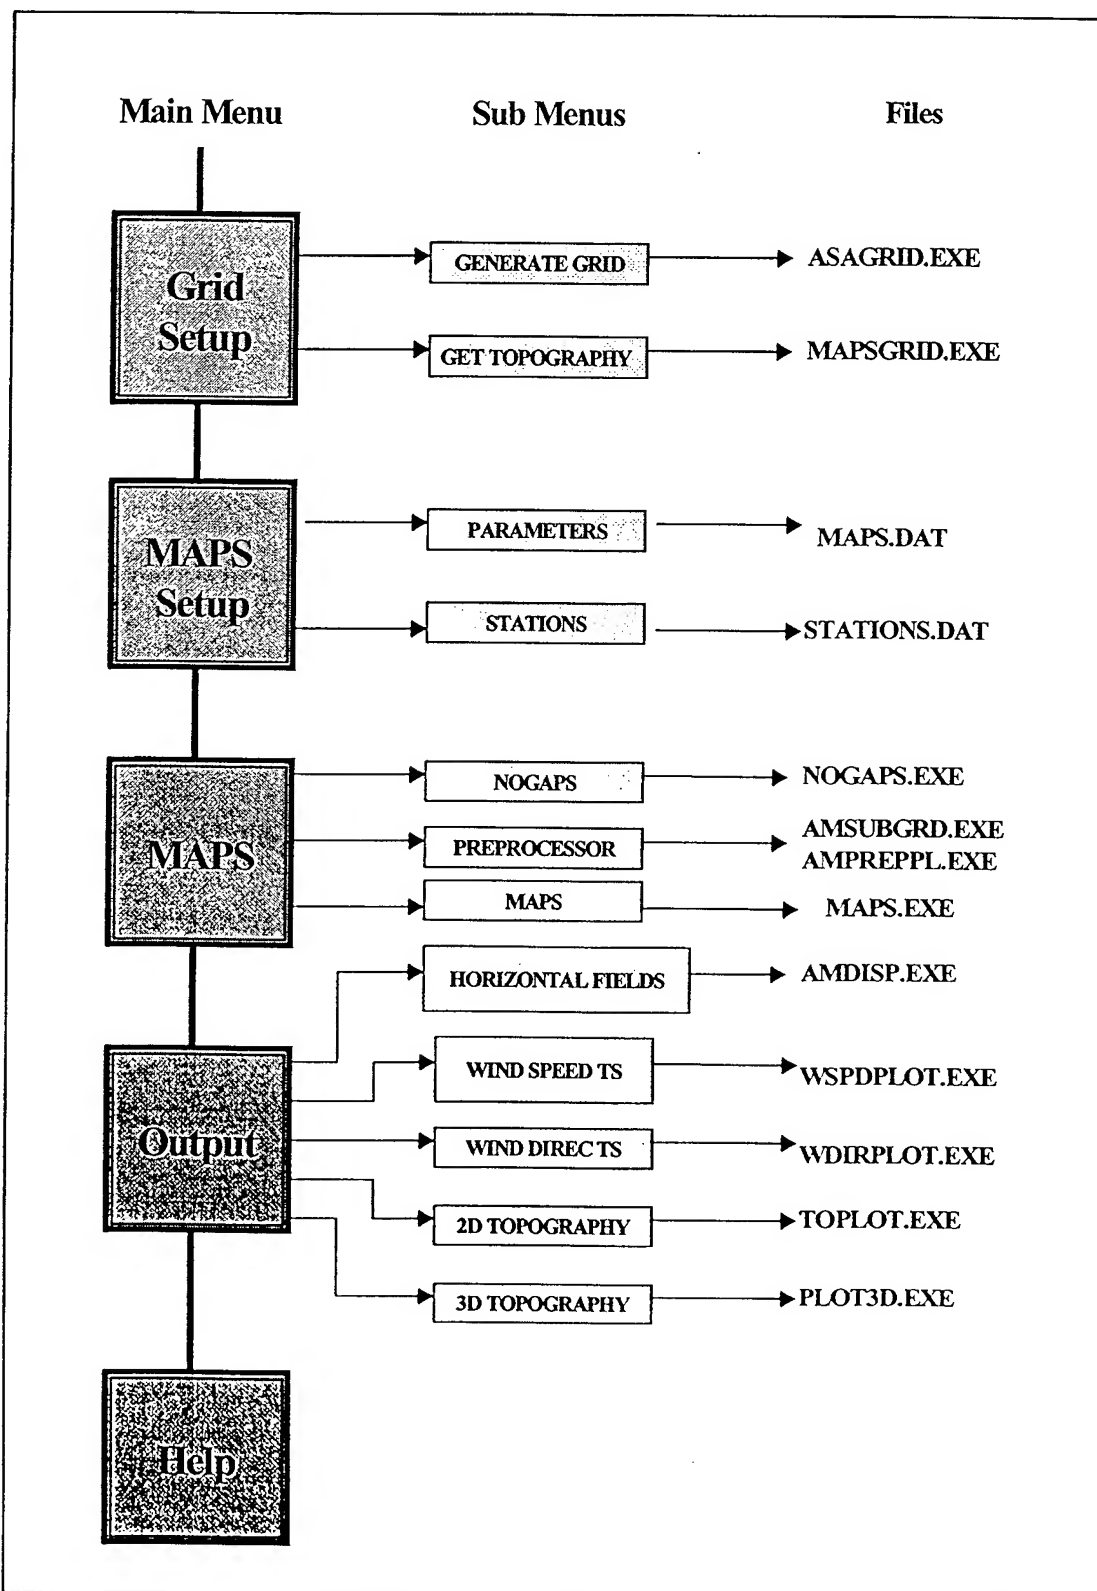 Main Menu
Sub Menus
Files
Grid
Setup
GENERATE GRID
ASAGRID.EXE
GET TOPOGRAPHY
MAPSGRID.EXE
MAPS
Setup
PARAMETERS
MAPS.DAT
STATIONS
STATIONS.DAT
MAPS
NOGAPS
NOGAPS.EXE
PREPROCESSOR
AMSUBGRD.EXE
AMPREPPL.EXE
MAPS
MAPS.EXE
Output
HORIZONTAL FIELDS
AMDISP.EXE
WIND SPEED TS
WSPDPLOT.EXE
WIND DIREC TS
WDIRPLOT.EXE
2D TOPOGRAPHY
TOPLOT.EXE
3D TOPOGRAPHY
PLOT3D.EXE
Help